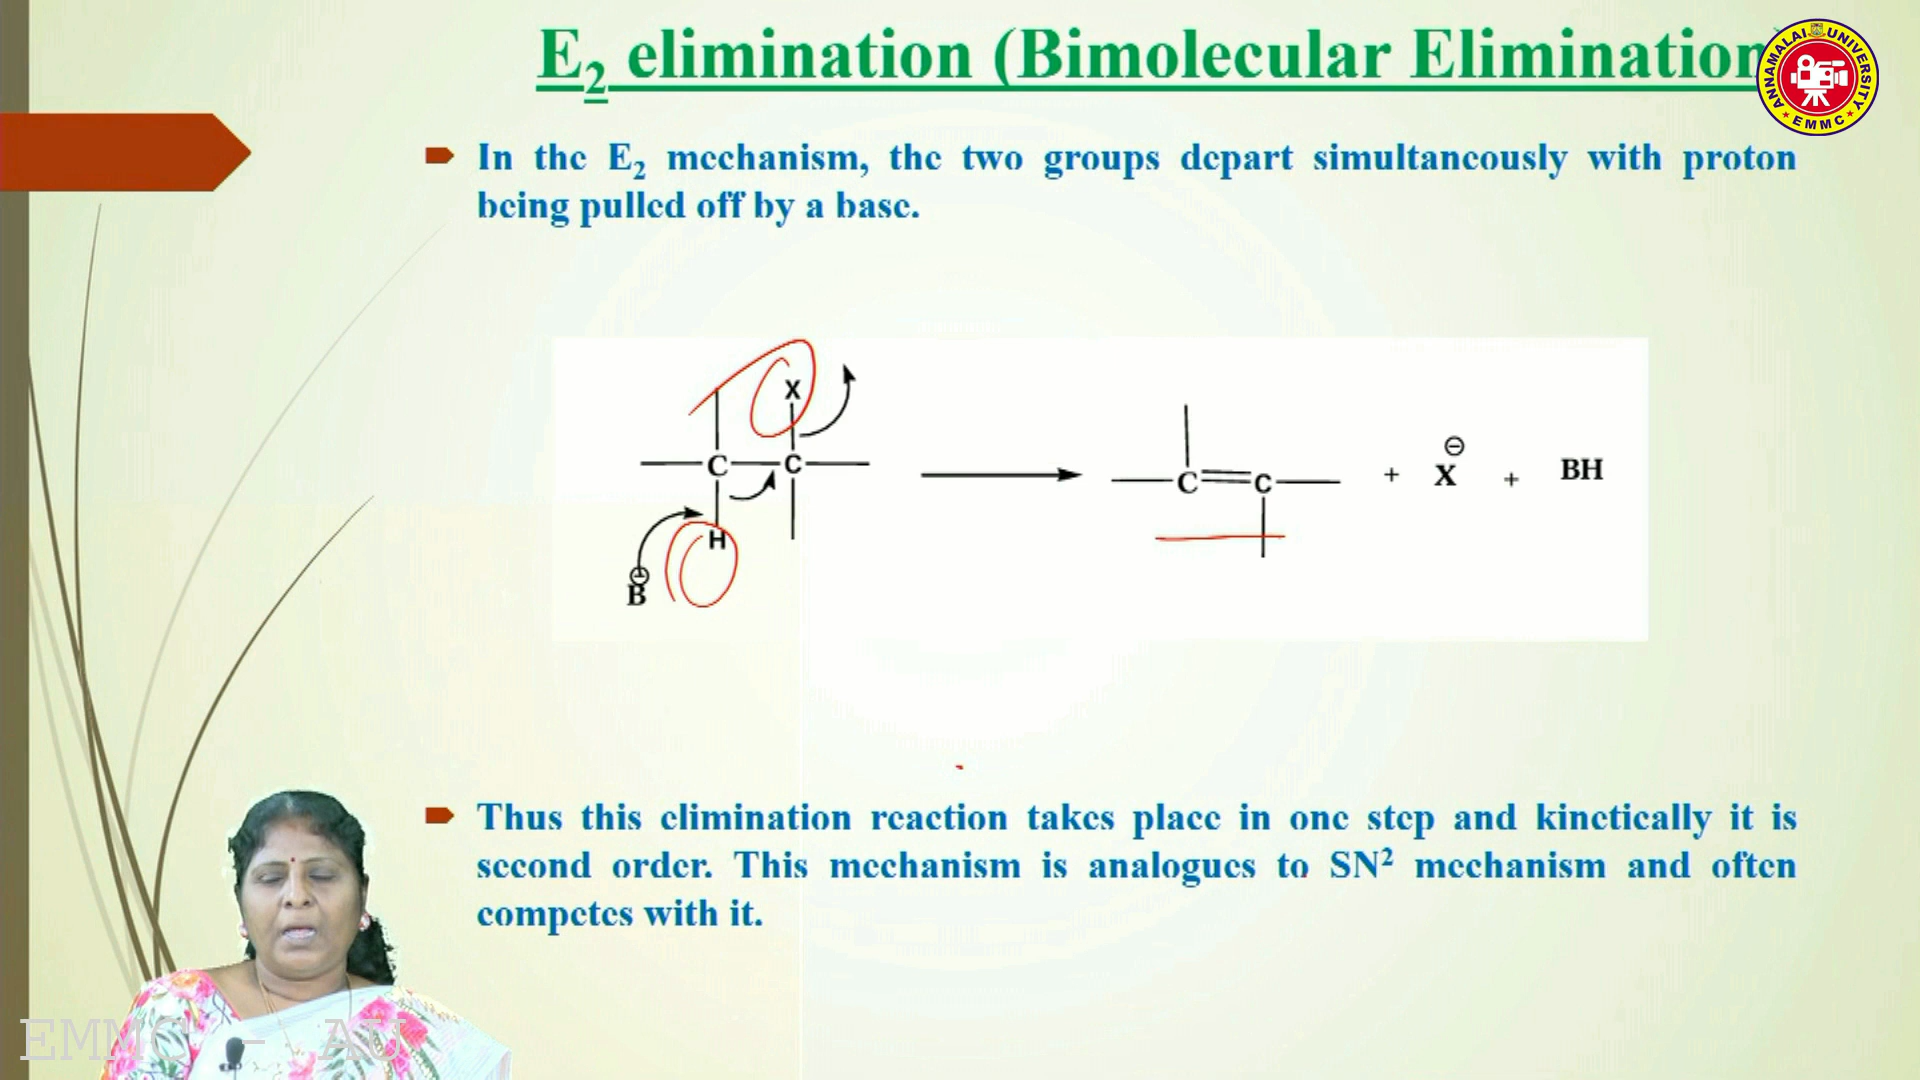 E₂ elimination (Bimolecular Elimination
ANNAMALAI UNIVERSITY
EMMC
In the E₂ mechanism, the two groups depart simultaneously with proton
being pulled off by a base.
X
C C
H
⊖
B
C C
+
⊖
X
+
BH
Thus this elimination reaction takes place in one step and kinetically it is
second order. This mechanism is analogues to SN² mechanism and often
competes with it.
EMMC - AU